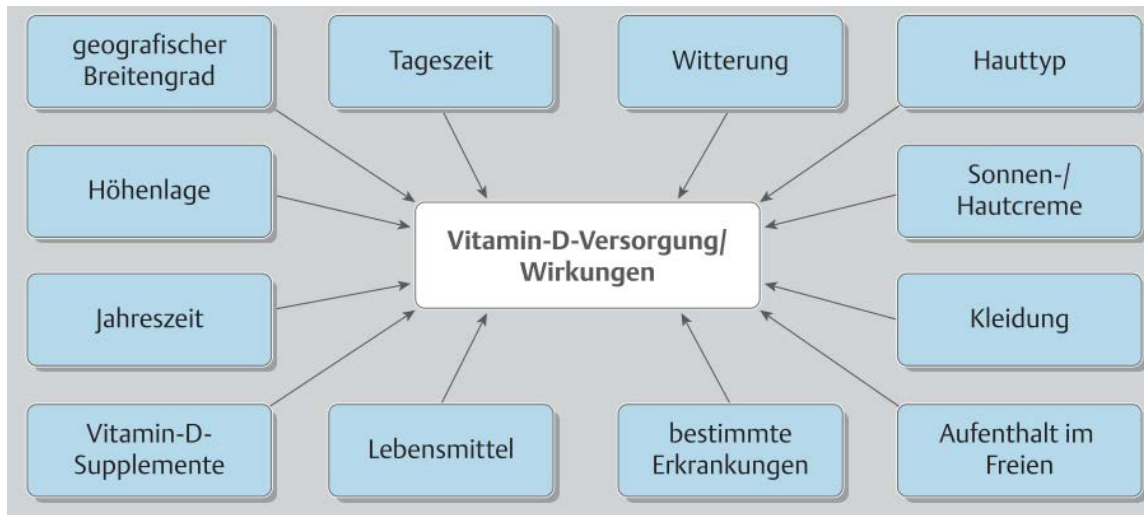 geografischer
Breitengrad
Tageszeit
Witterung
Hauttyp
Höhenlage
Sonnen-/
Hautcreme
Vitamin-D-Versorgung/
Wirkungen
Jahreszeit
Kleidung
Vitamin-D-
Supplemente
Lebensmittel
bestimmte
Erkrankungen
Aufenthalt im
Freien